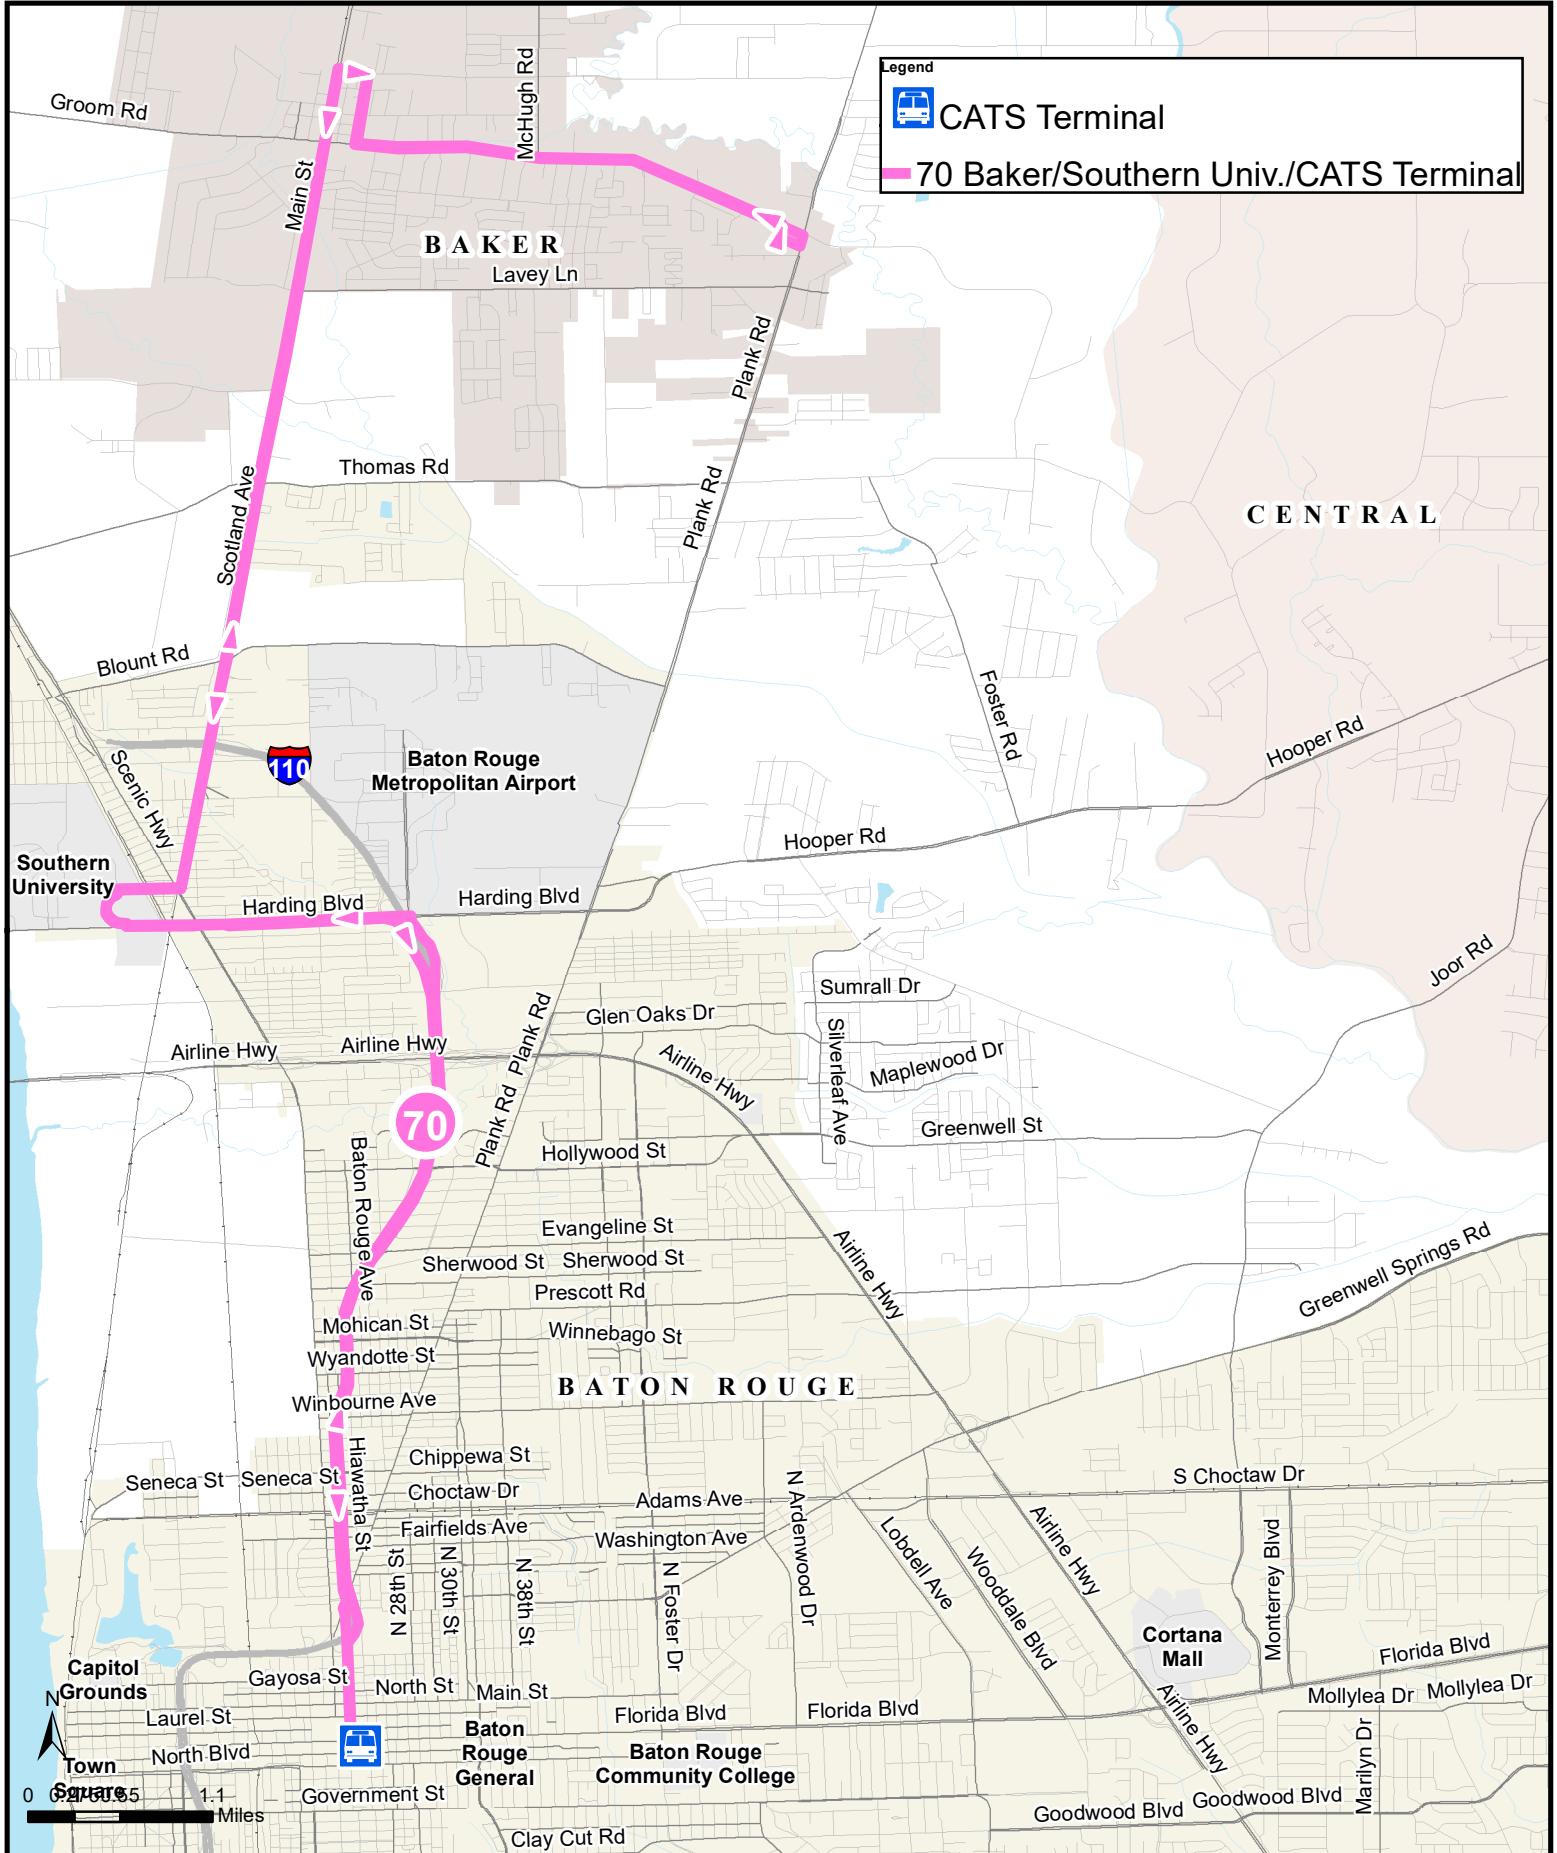 Legend
CATS Terminal
70 Baker/Southern Univ./CATS Terminal
Groom Rd
McHugh Rd
Main St
BAKER
Lavey Ln
Plank Rd
Thomas Rd
Scotland Ave
Plank Rd
CENTRAL
Blount Rd
Foster Rd
Hooper Rd
110
Baton Rouge
Metropolitan Airport
Scenic Hwy
Hooper Rd
Southern
University
Harding Blvd
Harding Blvd
Joor Rd
Sumrall Dr
Glen Oaks Dr
Plank Rd
Silverleaf Ave
Airline Hwy
Airline Hwy
Airline Hwy
Maplewood Dr
70
Plank Rd
Greenwell St
Hollywood St
Baton Rouge Ave
Evangeline St
Airline Hwy
Greenwell Springs Rd
Sherwood St
Sherwood St
Prescott Rd
Mohican St
Winnebago St
Wyandotte St
BATON ROUGE
Winbourne Ave
Hiawatha St
Chippewa St
Seneca St
Seneca St
S Choctaw Dr
Choctaw Dr
Adams Ave
N Ardenwood Dr
Fairfields Ave
Washington Ave
Lobdell Ave
Airline Hwy
Wooddale Blvd
Monterrey Blvd
N 28th St
N 30th St
N 38th St
N Foster Dr
Cortana
Mall
Florida Blvd
Capitol
Grounds
Gayosa St
North St
Main St
Mollylea Dr
Mollylea Dr
N
Laurel St
Florida Blvd
Florida Blvd
Airline Hwy
North Blvd
Baton
Rouge
General
Baton Rouge
Community College
Marilyn Dr
Town
Square
0 0.275 0.55 1.1
Miles
Government St
Goodwood Blvd
Goodwood Blvd
Clay Cut Rd